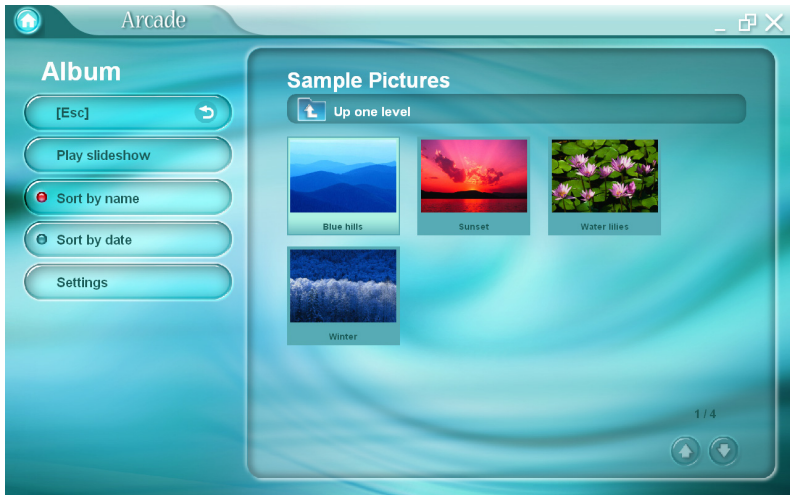 Arcade
Album
[Esc]
Play slideshow
Sort by name
Sort by date
Settings
Sample Pictures
Up one level
Blue hills
Sunset
Water lilies
Winter
1 / 4